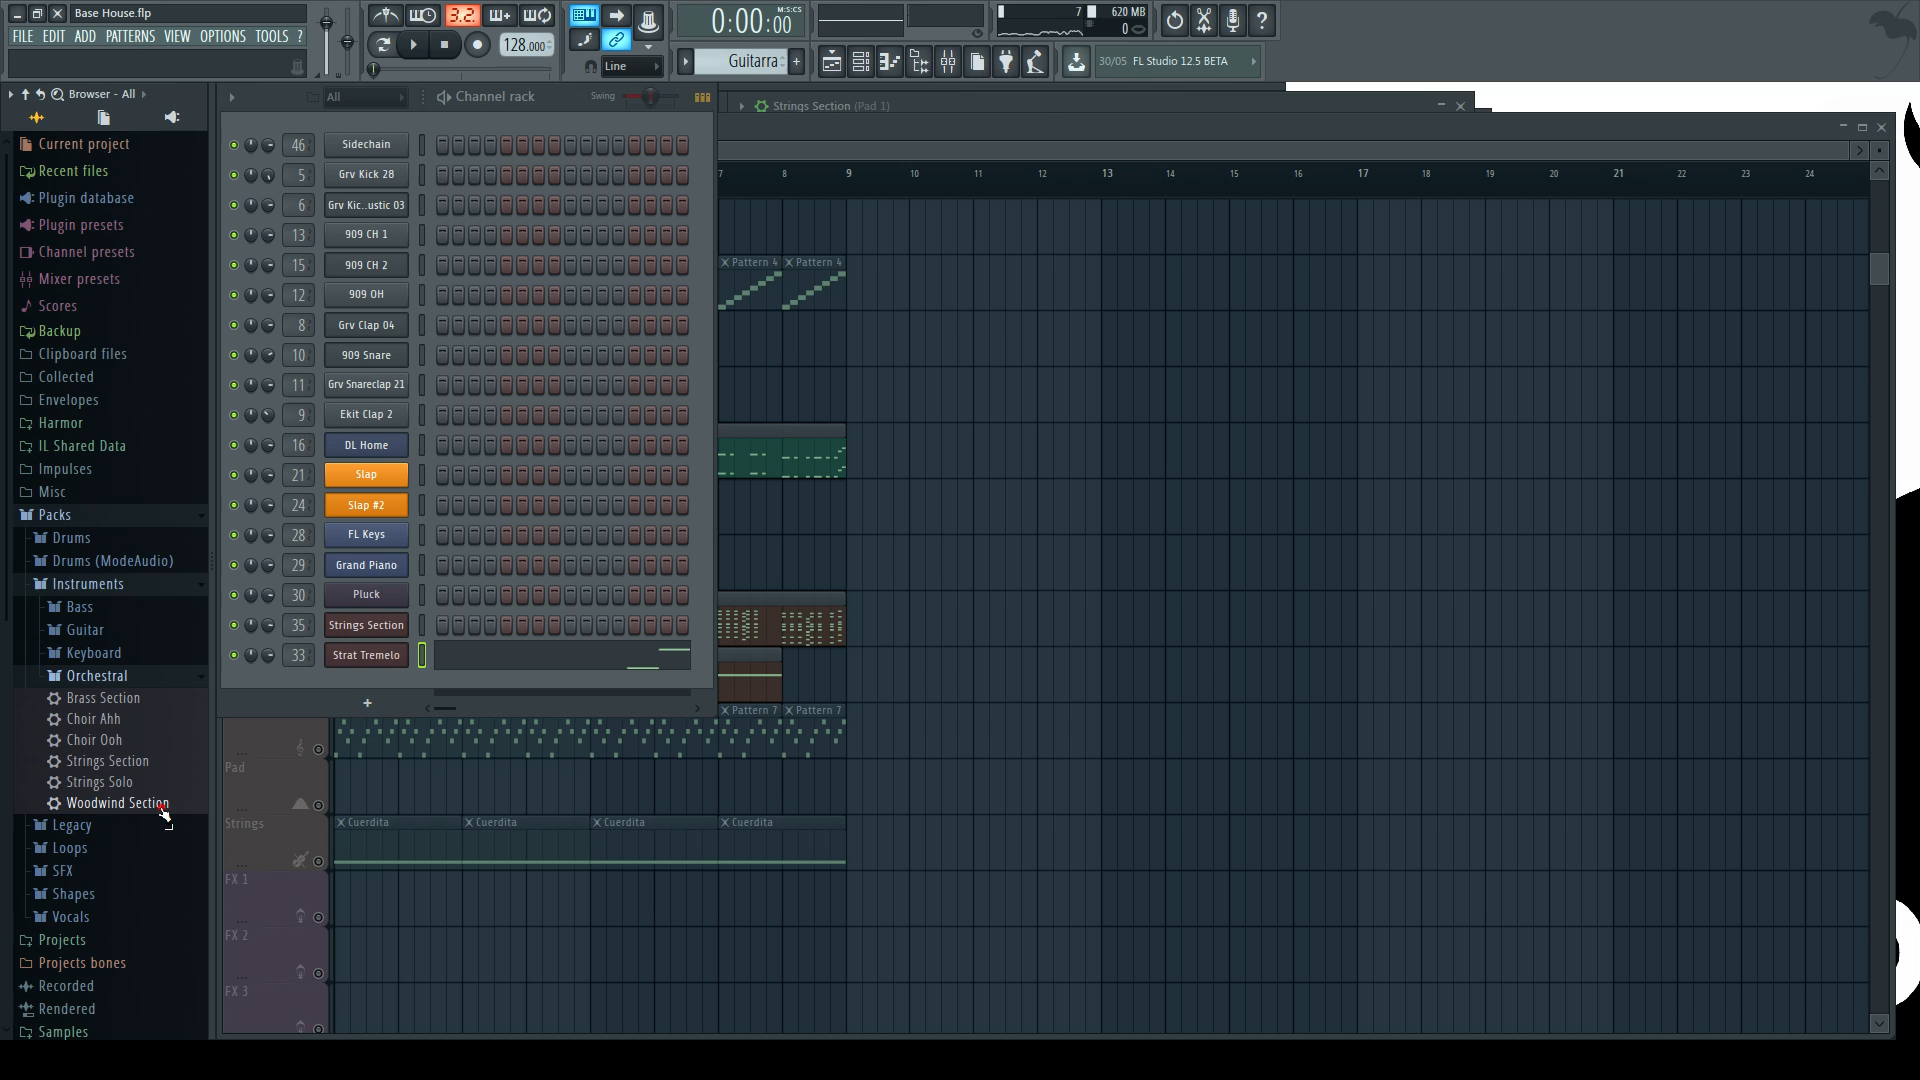 Base House.flp
FILE EDIT ADD PATTERNS VIEW OPTIONS TOOLS ?
3.2.
128.000
Line
0:00:00
M:S:CS
Guitarra
7
620 MB
0
30/05 FL Studio 12.5 BETA
Browser - All
Current project
Recent files
Plugin database
Plugin presets
Channel presets
Mixer presets
Scores
Backup
Clipboard files
Collected
Envelopes
Harmor
IL Shared Data
Impulses
Misc
Packs
Drums
Drums (ModeAudio)
Instruments
Bass
Guitar
Keyboard
Orchestral
Brass Section
Choir Ahh
Choir Ooh
Strings Section
Strings Solo
Woodwind Section
Legacy
Loops
SFX
Shapes
Vocals
Projects
Projects bones
Recorded
Rendered
Samples
All
Channel rack
Swing
46 Sidechain
5 Grv Kick 28
6 Grv Kic..ustic 03
13 909 CH 1
15 909 CH 2
12 909 OH
8 Grv Clap 04
10 909 Snare
11 Grv Snareclap 21
9 Ekit Clap 2
16 DL Home
21 Slap
24 Slap #2
28 FL Keys
29 Grand Piano
30 Pluck
35 Strings Section
33 Strat Tremelo
+
Strings Section (Pad 1)
7 8 9 10 11 12 13 14 15 16 17 18 19 20 21 22 23 24
Pattern 4 Pattern 4
Pattern 7 Pattern 7
Pad
Strings
Cuerdita Cuerdita Cuerdita Cuerdita
FX 1
FX 2
FX 3